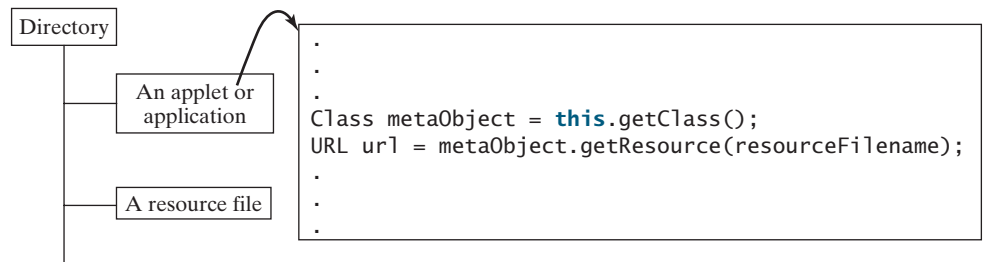 Directory
An applet or
application
A resource file
.
.
.
Class metaObject = this.getClass();
URL url = metaObject.getResource(resourceFilename);
.
.
.